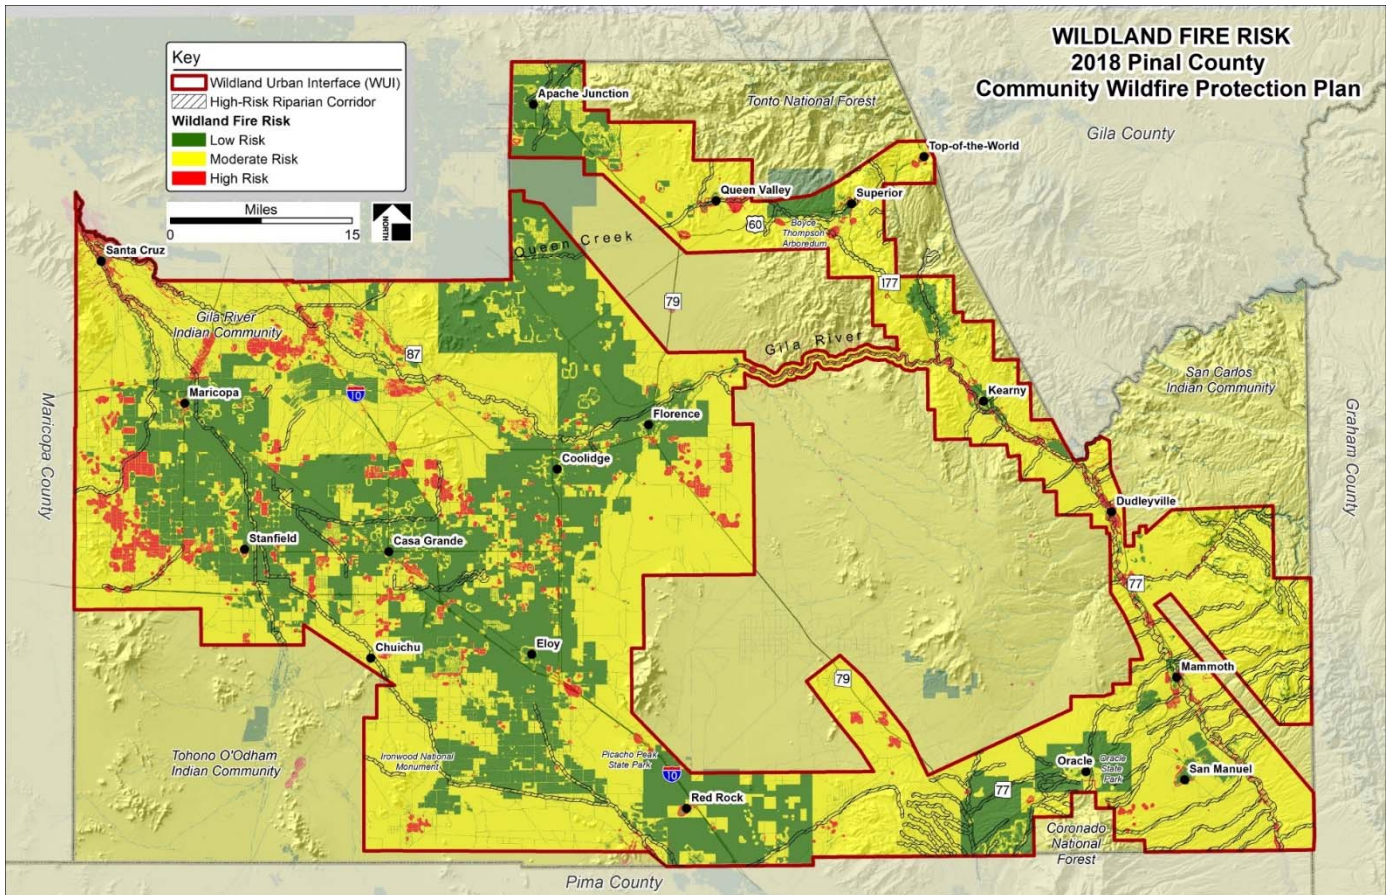 WILDLAND FIRE RISK
2018 Pinal County
Community Wildfire Protection Plan
Key
Wildland Urban Interface (WUI)
High-Risk Riparian Corridor
Wildland Fire Risk
Low Risk
Moderate Risk
High Risk
Miles
0 15
NORTH
Apache Junction
Tonto National Forest
Gila County
Top-of-the-World
Queen Valley
Superior
60
Boyce
Thompson
Arboredum
Queen Creek
Santa Cruz
177
79
Gila River
Indian Community
Gila River
87
San Carlos
Indian Community
10
Maricopa
Kearny
Maricopa County
Graham County
Florence
Coolidge
Dudleyville
Stanfield
Casa Grande
77
Chuichu
Eloy
Mammoth
79
Tohono O'Odham
Indian Community
Ironwood National
Monument
Picacho Peak
State Park
10
Oracle
Oracle
State
Park
San Manuel
77
Red Rock
Coronado
National
Forest
Pima County